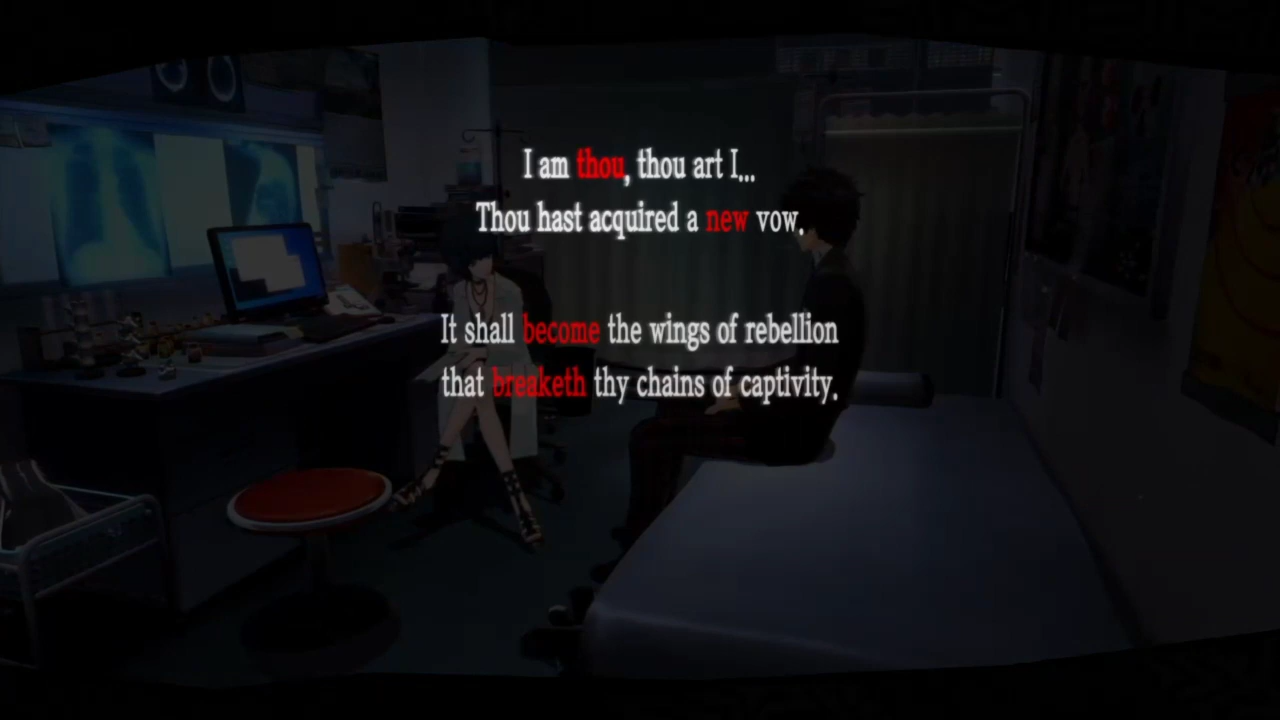 I am thou, thou art I...
Thou hast acquired a new vow.
It shall become the wings of rebellion
that breaketh thy chains of captivity.